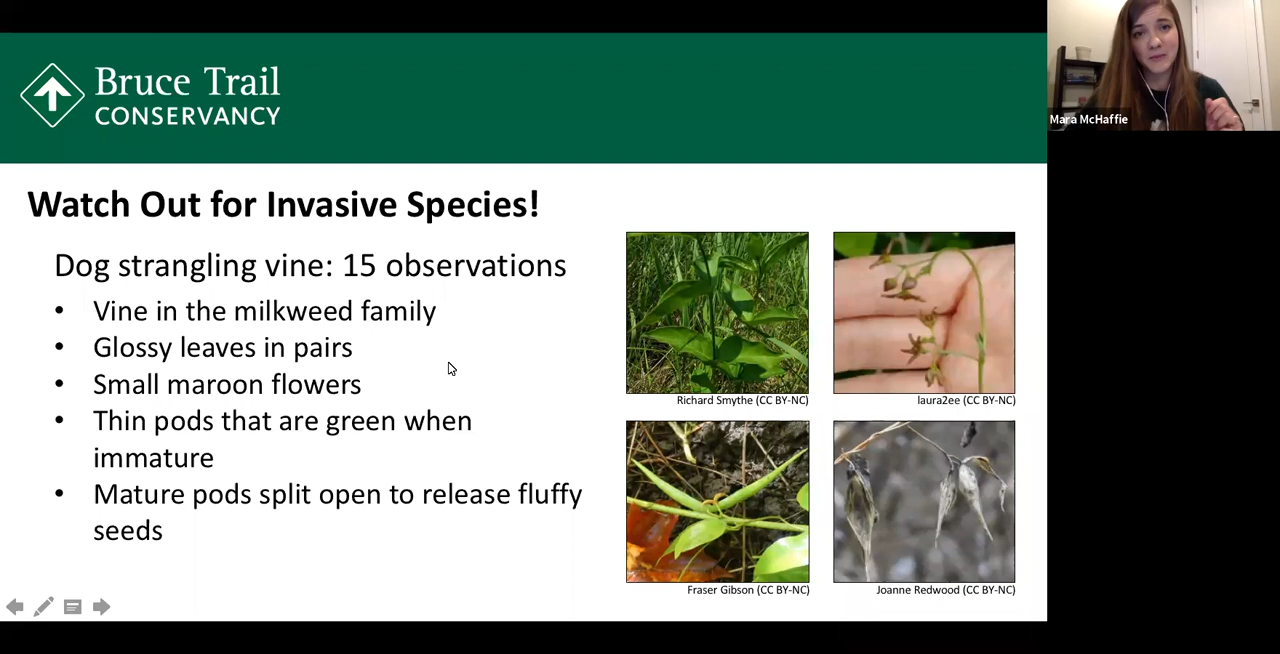 Bruce Trail
CONSERVANCY
Mara McHaffie
Watch Out for Invasive Species!
Dog strangling vine: 15 observations
• Vine in the milkweed family
• Glossy leaves in pairs
• Small maroon flowers
• Thin pods that are green when
immature
• Mature pods split open to release fluffy
seeds
Richard Smythe (CC BY-NC)
laura2ee (CC BY-NC)
Fraser Gibson (CC BY-NC)
Joanne Redwood (CC BY-NC)